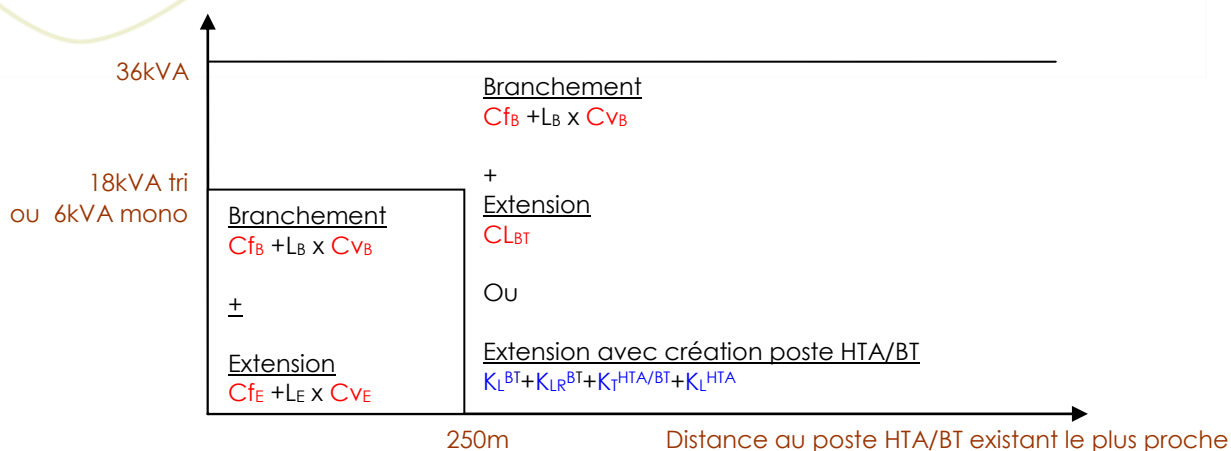 36kVA
18kVA tri
ou 6kVA mono
Branchement
CfB +LB x CvB
+
Extension
CfE +LE x CvE
Branchement
CfB +LB x CvB
+
Extension
CLBT
Ou
Extension avec création poste HTA/BT
KLBT+KLRBT+KTHTA/BT+KLHTA
250m
Distance au poste HTA/BT existant le plus proche